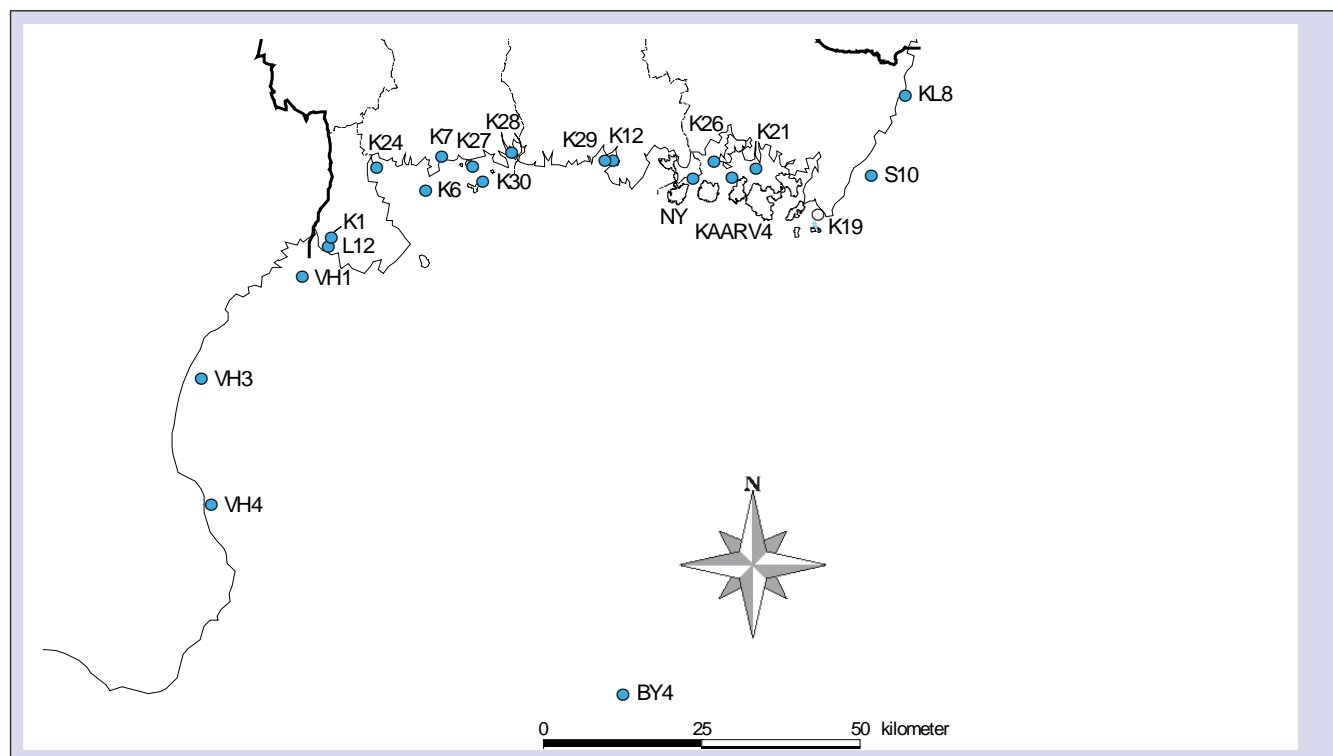 KL8
K28
K7 K27 K29 K12 K26 K21
K24
S10
K6 K30
NY KAARV4 K19
K1
L12
VH1
VH3
N
VH4
BY4
0 25 50 kilometer